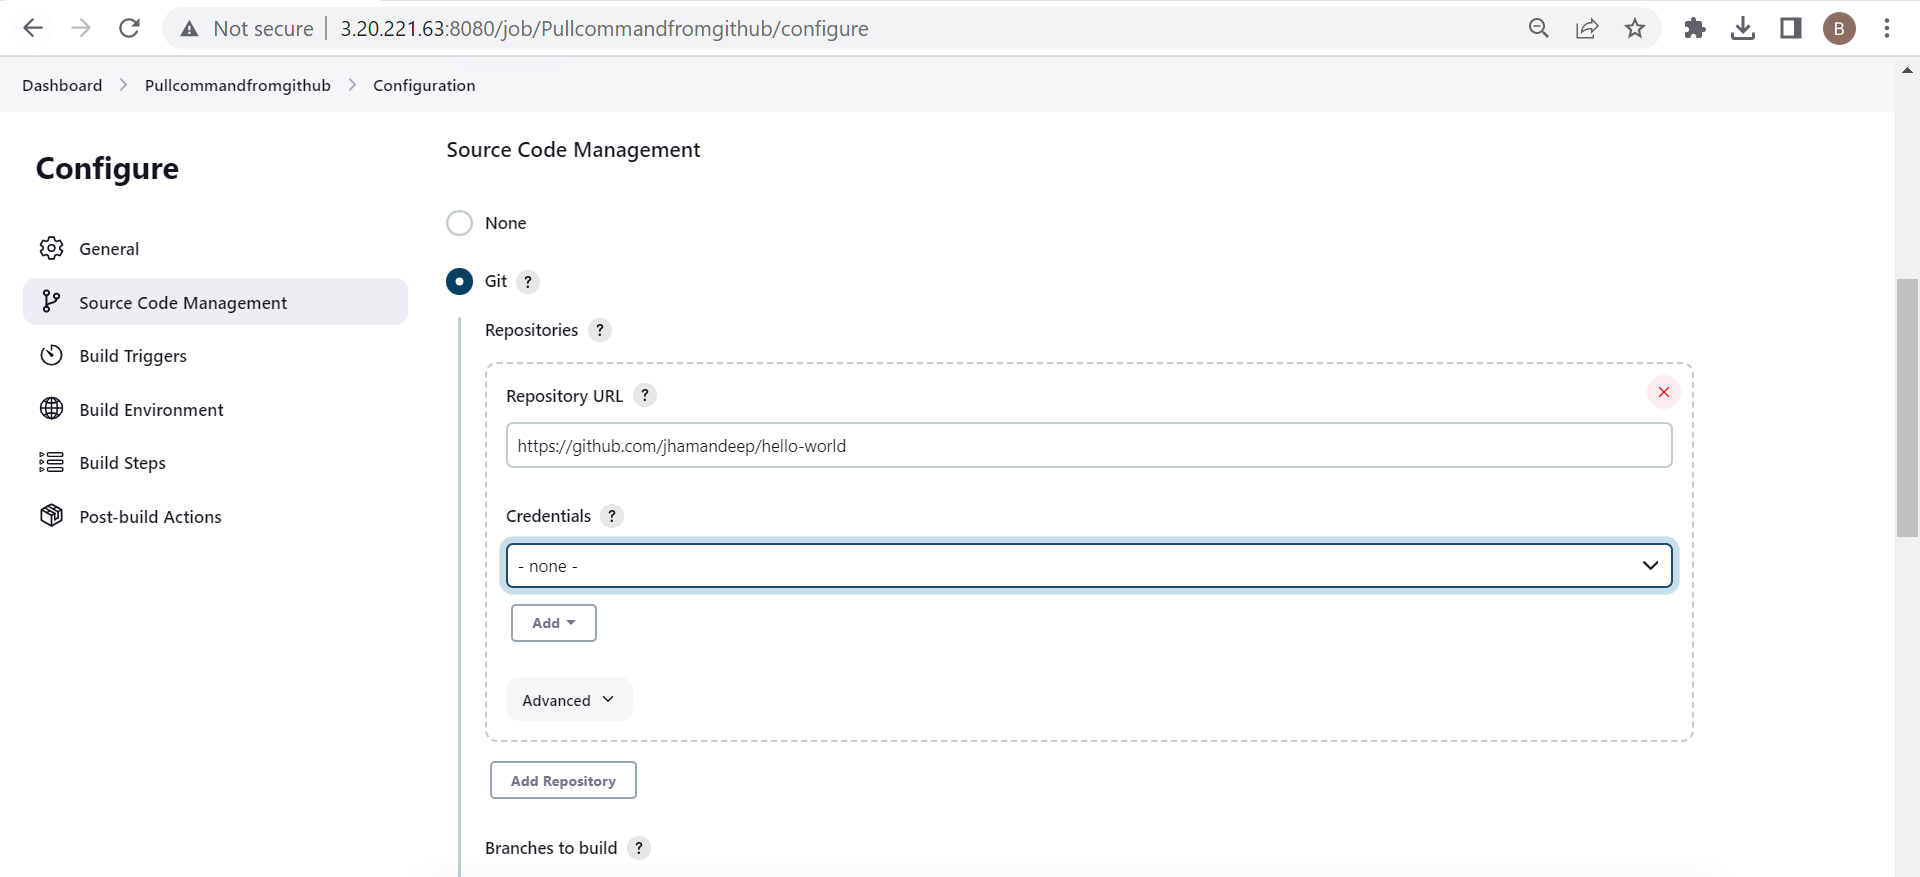 Not secure | 3.20.221.63:8080/job/Pullcommandfromgithub/configure
B
Dashboard
Pullcommandfromgithub
Configuration
Configure
General
Source Code Management
Build Triggers
Build Environment
Build Steps
Post-build Actions
Source Code Management
None
Git ?
Repositories ?
Repository URL ?
https://github.com/jhamandeep/hello-world
Credentials ?
- none -
Add
Advanced
Add Repository
Branches to build ?